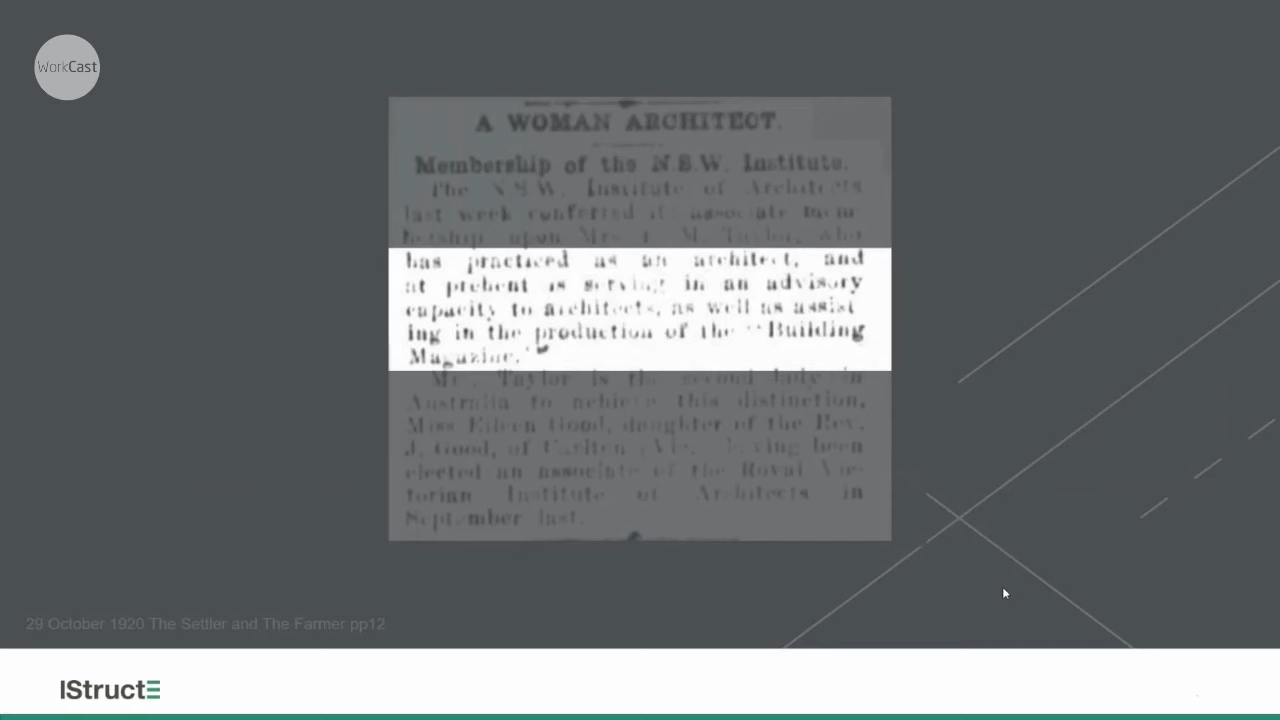 WorkCast
A WOMAN ARCHITECT.
Membership of the N.S.W. Institute.
The N.S.W. Institute of Architects
last week conferred its associate mem-
bership upon Mrs. F. M. Taylor, who
has practiced as an architect, and
at prehent is serving in an advisory
capacity to architects, as well as assist
ing in the production of the "Building
Magazine."
Mrs. Taylor is the second lady in
Australia to achieve this distinction,
Miss Eileen Good, daughter of the Rev.
J. Good, of Carlton (Vic. having been
elected an associate of the Royal Vic-
torian Institute of Architects in
September last.
29 October 1920 The Settler and The Farmer pp12
IStructE